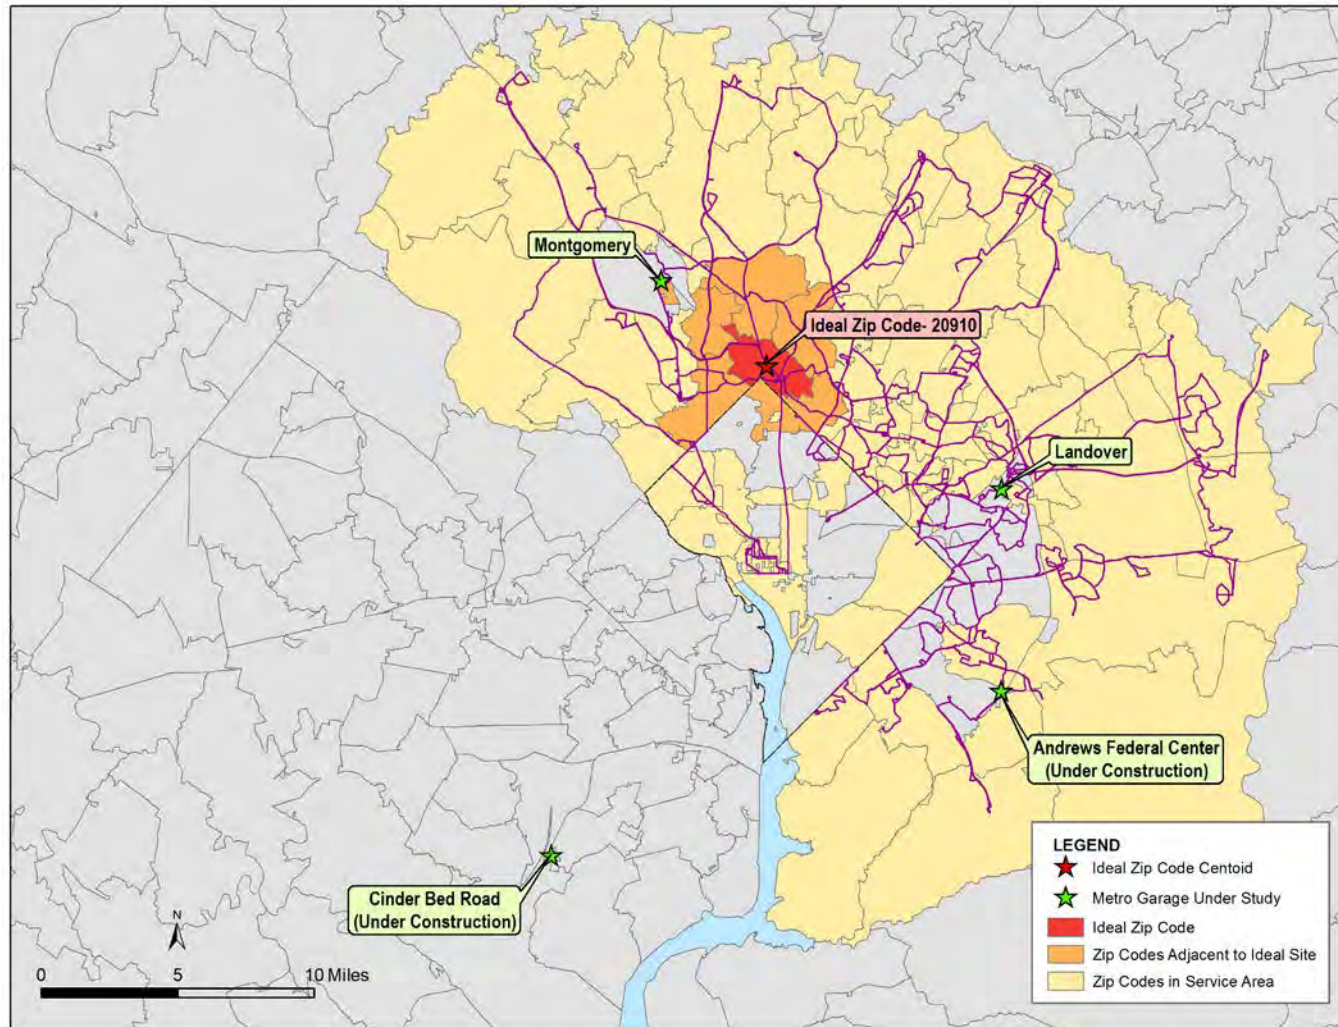 Montgomery
Ideal Zip Code- 20910
Landover
Andrews Federal Center
(Under Construction)
Cinder Bed Road
(Under Construction)
N
0 5 10 Miles
LEGEND
Ideal Zip Code Centoid
Metro Garage Under Study
Ideal Zip Code
Zip Codes Adjacent to Ideal Site
Zip Codes in Service Area